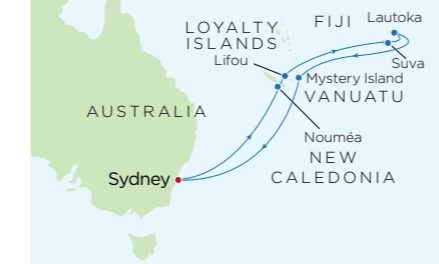 LOYALTY
ISLANDS
Lifou
FIJI
Lautoka
Suva
Mystery Island
VANUATU
AUSTRALIA
Nouméa
NEW
CALEDONIA
Sydney